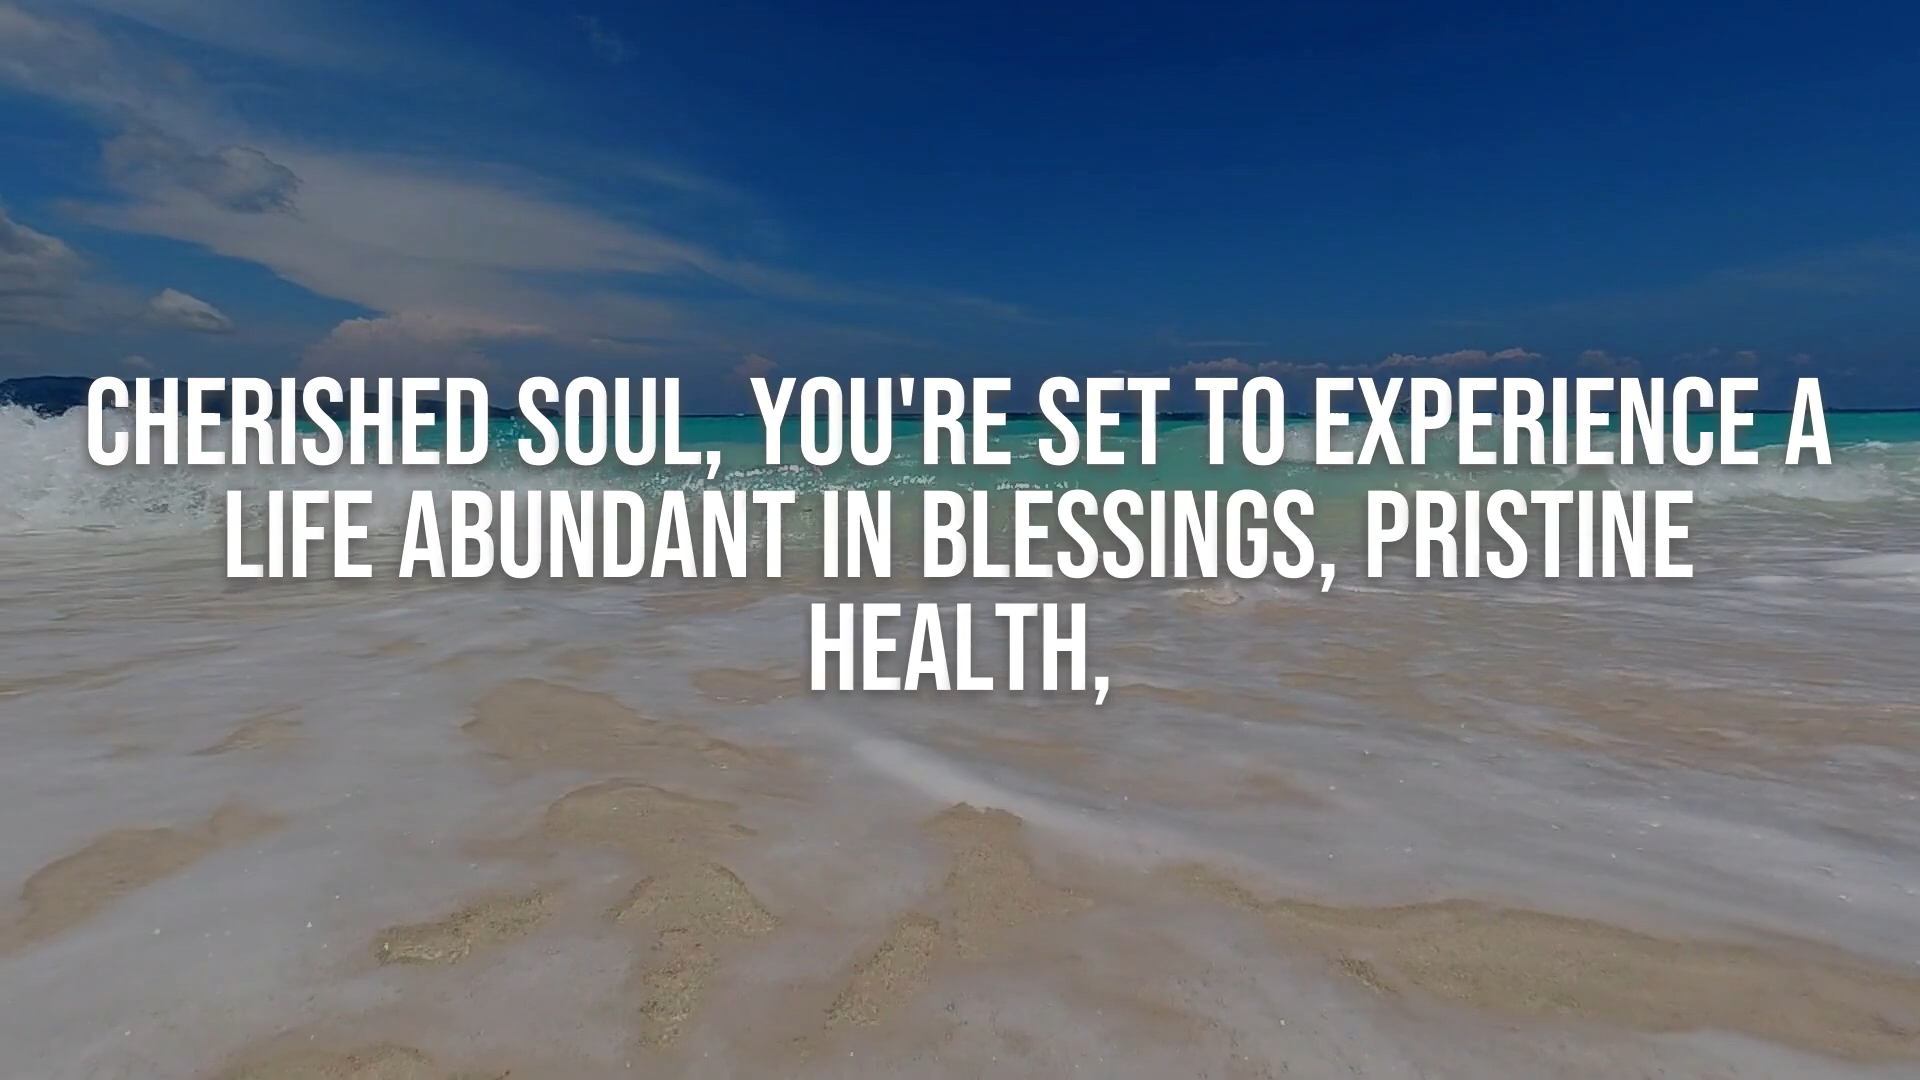 CHERISHED SOUL, YOU'RE SET TO EXPERIENCE A
LIFE ABUNDANT IN BLESSINGS, PRISTINE
HEALTH,